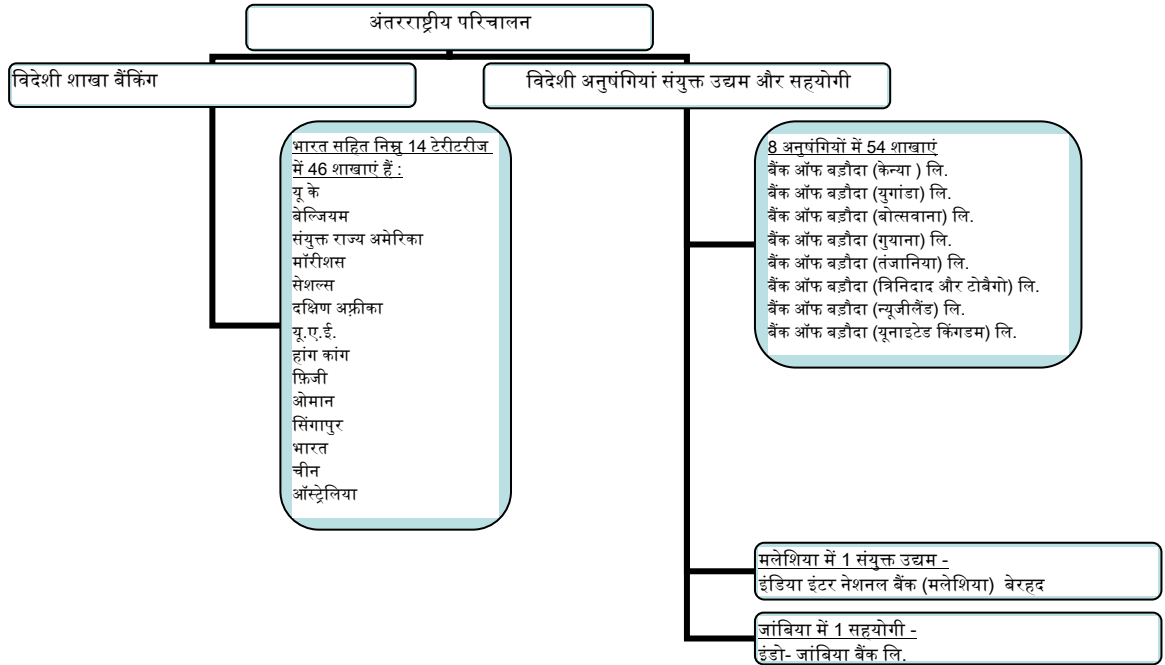 अंतरराष्ट्रीय परिचालन
विदेशी शाखा बैंकिंग
विदेशी अनुषंगियां संयुक्त उद्यम और सहयोगी
भारत सहित निम्न 14 टेरीटरीज
में 46 शाखाएं हैं :
यू के
बेल्जियम
संयुक्त राज्य अमेरिका
मॉरीशस
सेशल्स
दक्षिण अफ़्रीका
यू.ए.ई.
हांग कांग
फ़िजी
ओमान
सिंगापुर
भारत
चीन
ऑस्ट्रेलिया
8 अनुषंगियों में 54 शाखाएं
बैंक ऑफ बड़ौदा (केन्या ) लि.
बैंक ऑफ बड़ौदा (युगांडा) लि.
बैंक ऑफ बड़ौदा (बोत्सवाना) लि.
बैंक ऑफ बड़ौदा (गुयाना) लि.
बैंक ऑफ बड़ौदा (तंजानिया) लि.
बैंक ऑफ बड़ौदा (त्रिनिदाद और टोबैगो) लि.
बैंक ऑफ बड़ौदा (न्यूजीलैंड) लि.
बैंक ऑफ बड़ौदा (यूनाइटेड किंगडम) लि.
मलेशिया में 1 संयुक्त उद्यम -
इंडिया इंटर नेशनल बैंक (मलेशिया) बेरहद
जांबिया में 1 सहयोगी -
इंडो- जांबिया बैंक लि.